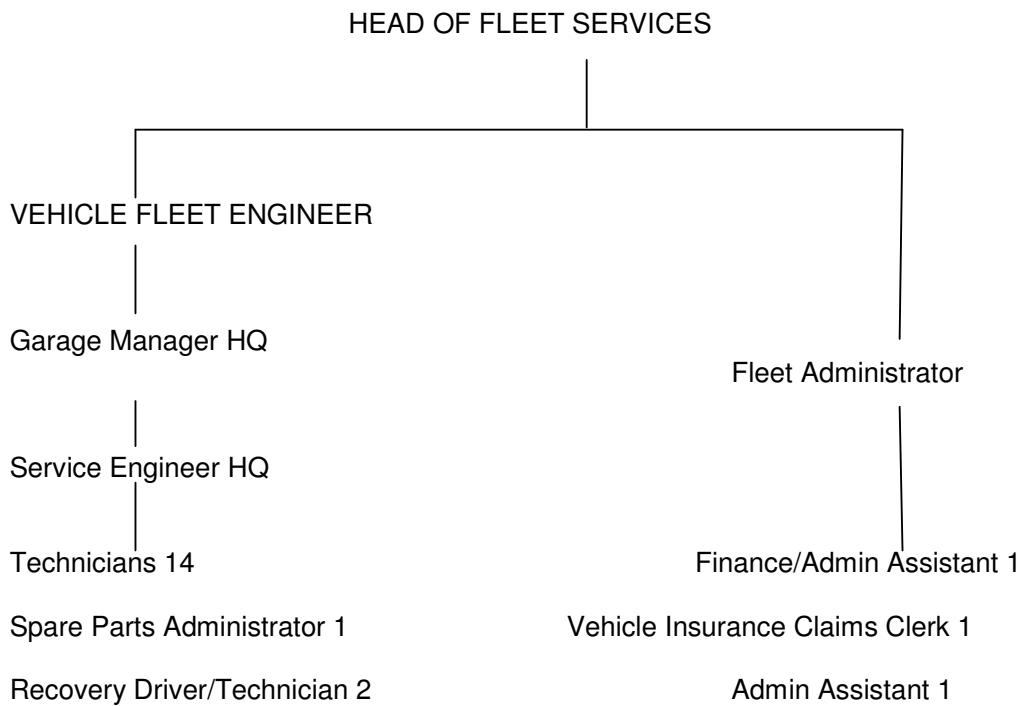 HEAD OF FLEET SERVICES
VEHICLE FLEET ENGINEER
Garage Manager HQ
Fleet Administrator
Service Engineer HQ
Technicians 14
Finance/Admin Assistant 1
Spare Parts Administrator 1
Vehicle Insurance Claims Clerk 1
Recovery Driver/Technician 2
Admin Assistant 1